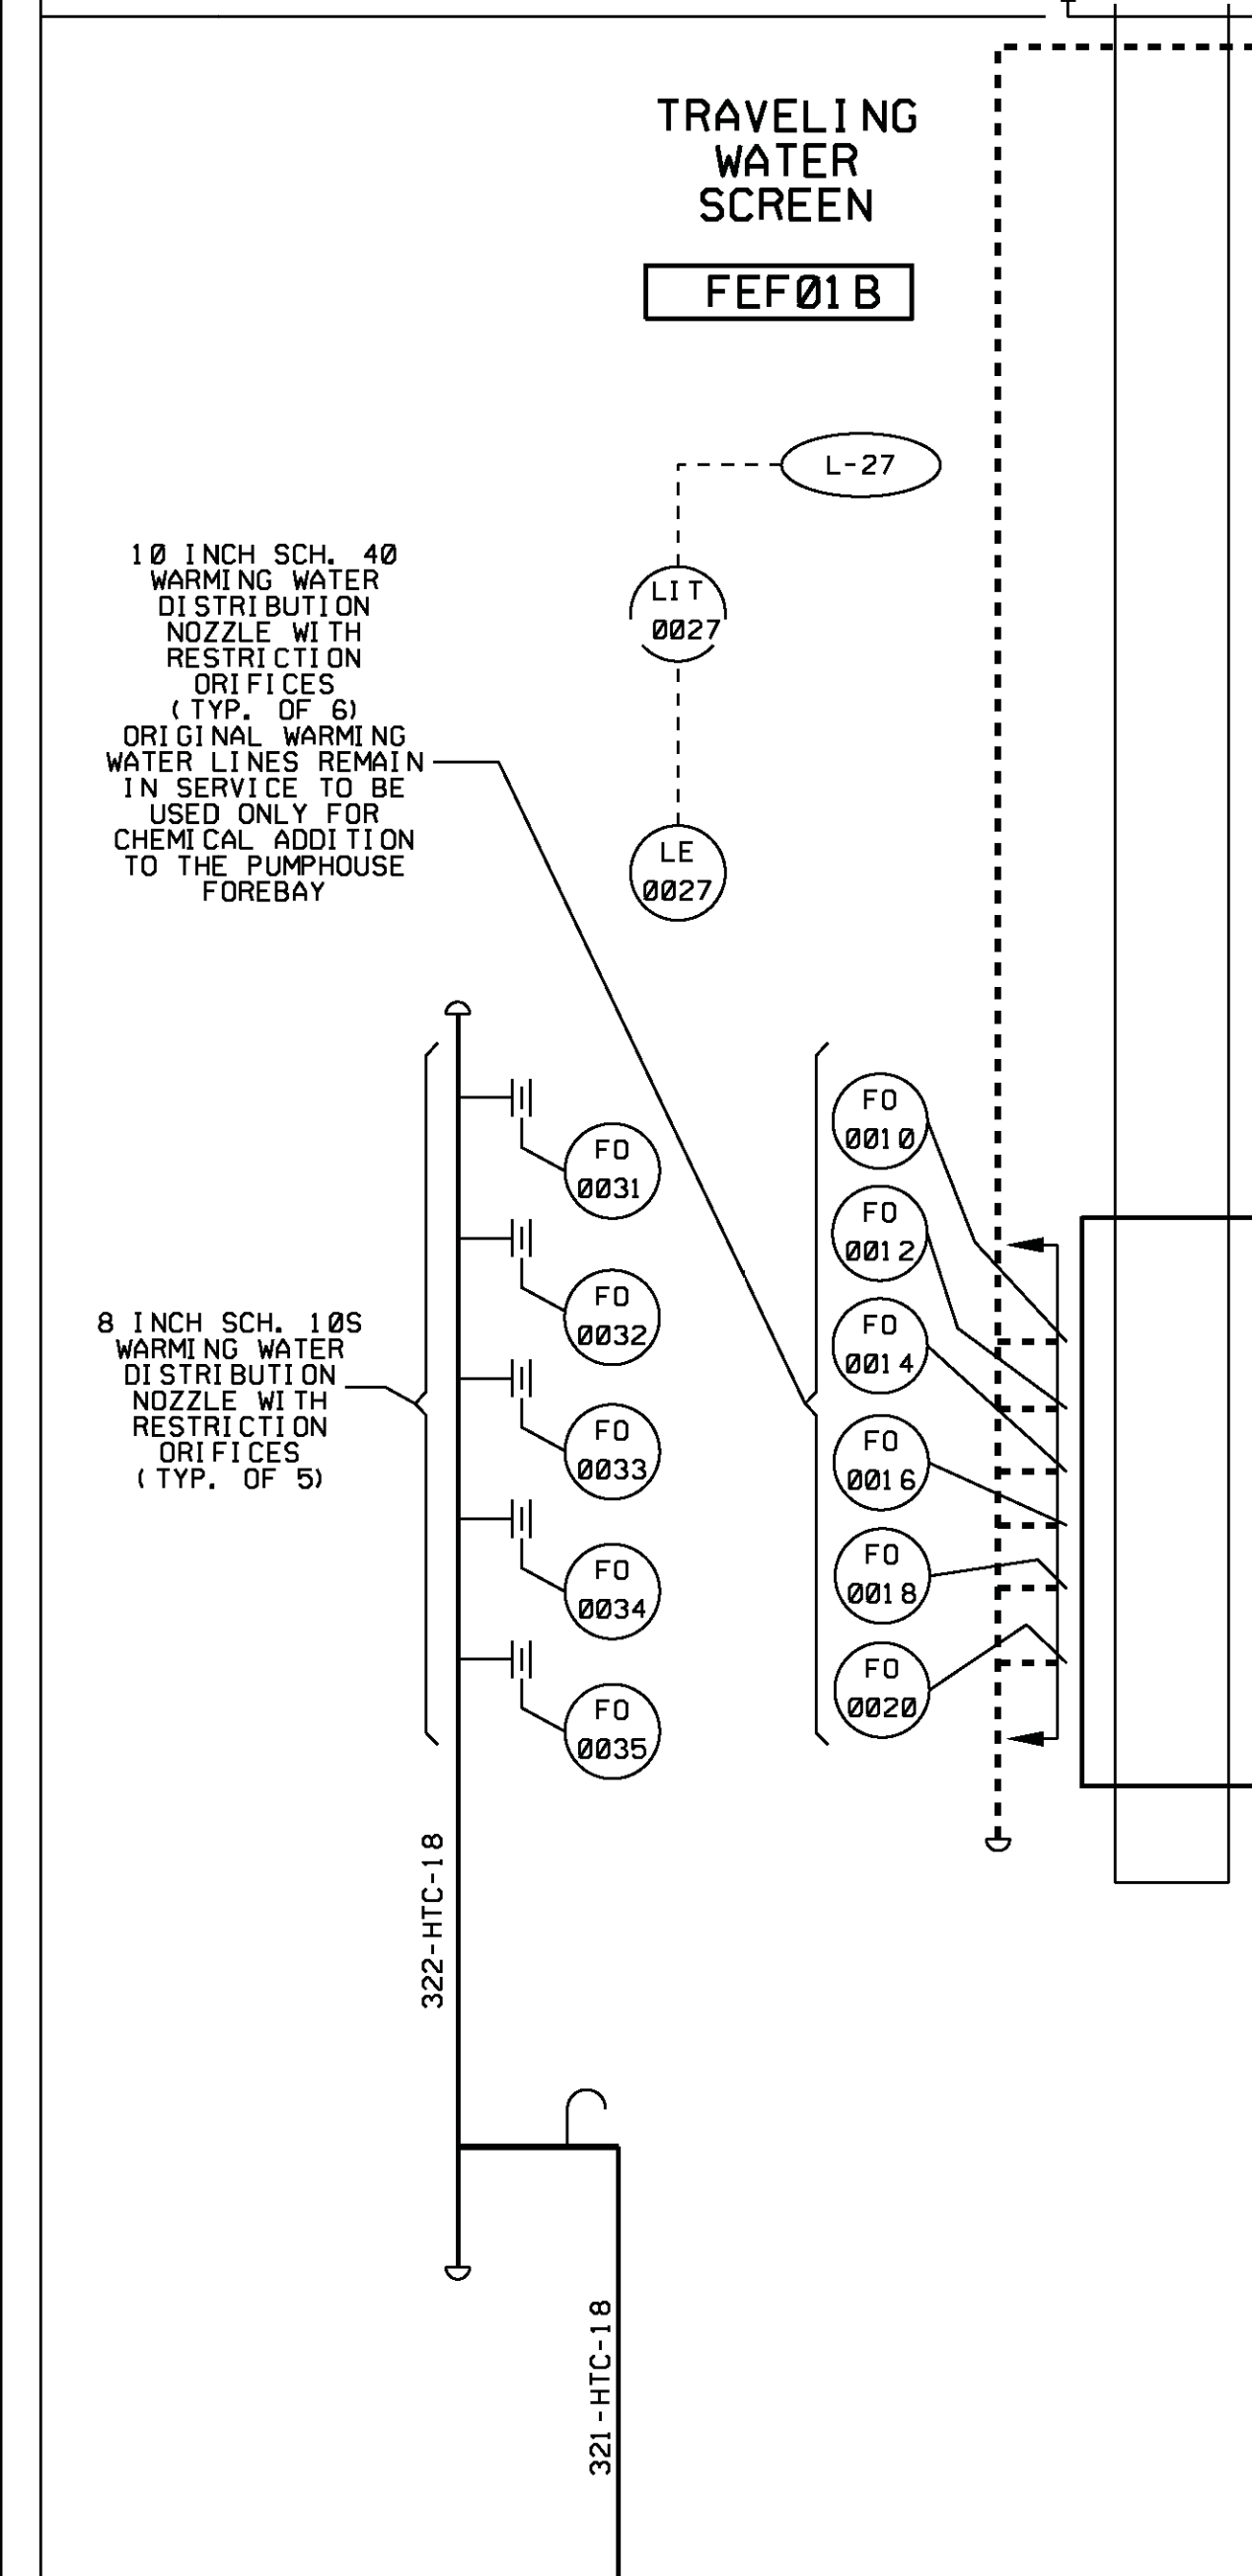 TRAVELING
WATER
SCREEN
FEF01B
L-27
LIT
0027
LE
0027
10 INCH SCH. 40
WARMING WATER
DISTRIBUTION
NOZZLE WITH
RESTRICTION
ORIFICES
(TYP. OF 6)
ORIGINAL WARMING
WATER LINES REMAIN
IN SERVICE TO BE
USED ONLY FOR
CHEMICAL ADDITION
TO THE PUMPHOUSE
FOREBAY
FO
0010
FO
0012
FO
0014
FO
0016
FO
0018
FO
0020
FO
0031
FO
0032
FO
0033
FO
0034
FO
0035
8 INCH SCH. 10S
WARMING WATER
DISTRIBUTION
NOZZLE WITH
RESTRICTION
ORIFICES
(TYP. OF 5)
322-HTC-18
321-HTC-18